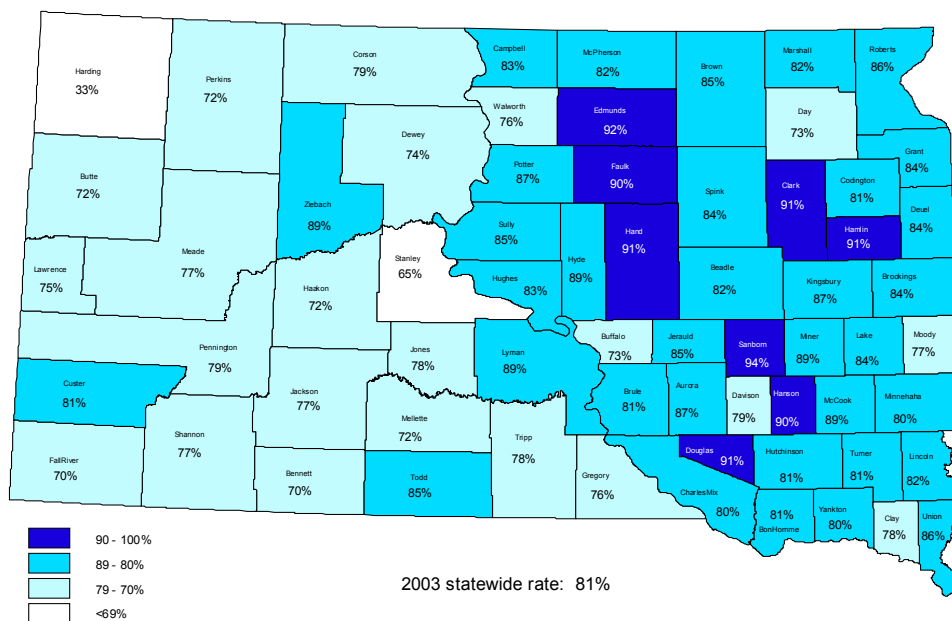 Harding
33%
Perkins
72%
Corson
79%
Campbell
83%
McPherson
82%
Brown
85%
Marshall
82%
Roberts
86%
Walworth
76%
Edmunds
92%
Day
73%
Dewey
74%
Butte
72%
Ziebach
89%
Potter
87%
Faulk
90%
Spink
84%
Clark
91%
Codington
81%
Grant
84%
Deuel
84%
Hamlin
91%
Meade
77%
Lawrence
75%
Stanley
65%
Sully
85%
Hyde
89%
Hand
91%
Haakon
72%
Hughes
83%
Beadle
82%
Kingsbury
87%
Brookings
84%
Pennington
79%
Jones
78%
Lyman
89%
Buffalo
73%
Jerauld
85%
Sanborn
94%
Miner
89%
Lake
84%
Moody
77%
Custer
81%
Jackson
77%
Brule
81%
Aurora
87%
Davison
79%
Hanson
90%
McCook
89%
Minnehaha
80%
Shannon
77%
Mellette
72%
Tripp
78%
FallRiver
70%
Bennett
70%
Todd
85%
Gregory
76%
Douglas
91%
Hutchinson
81%
Turner
81%
Lincoln
82%
CharlesMix
80%
81%
BonHomme
Yankton
80%
Clay
78%
Union
86%
90 - 100%
89 - 80%
79 - 70%
<69%
2003 statewide rate: 81%